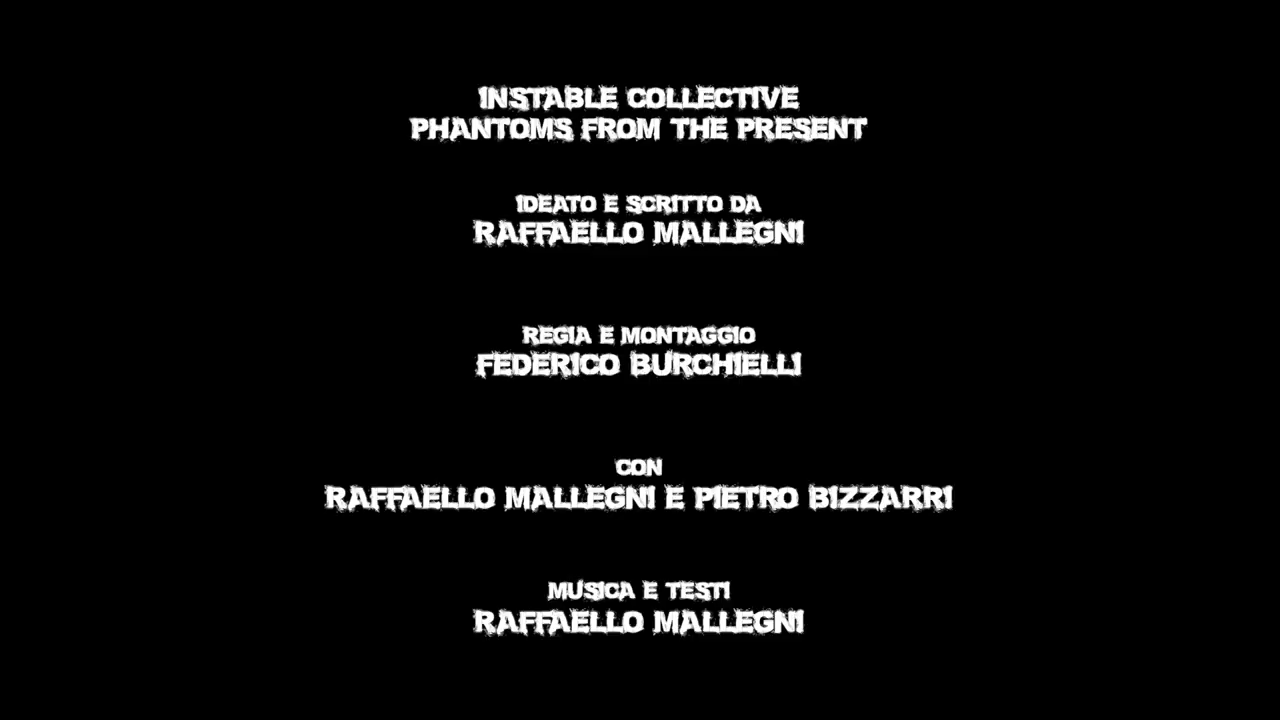 INSTABLE COLLECTIVE
PHANTOMS FROM THE PRESENT
IDEATO E SCRITTO DA
RAFFAELLO MALLEGNI
REGIA E MONTAGGIO
FEDERICO BURCHIELLI
CON
RAFFAELLO MALLEGNI E PIETRO BIZZARRI
MUSICA E TESTI
RAFFAELLO MALLEGNI